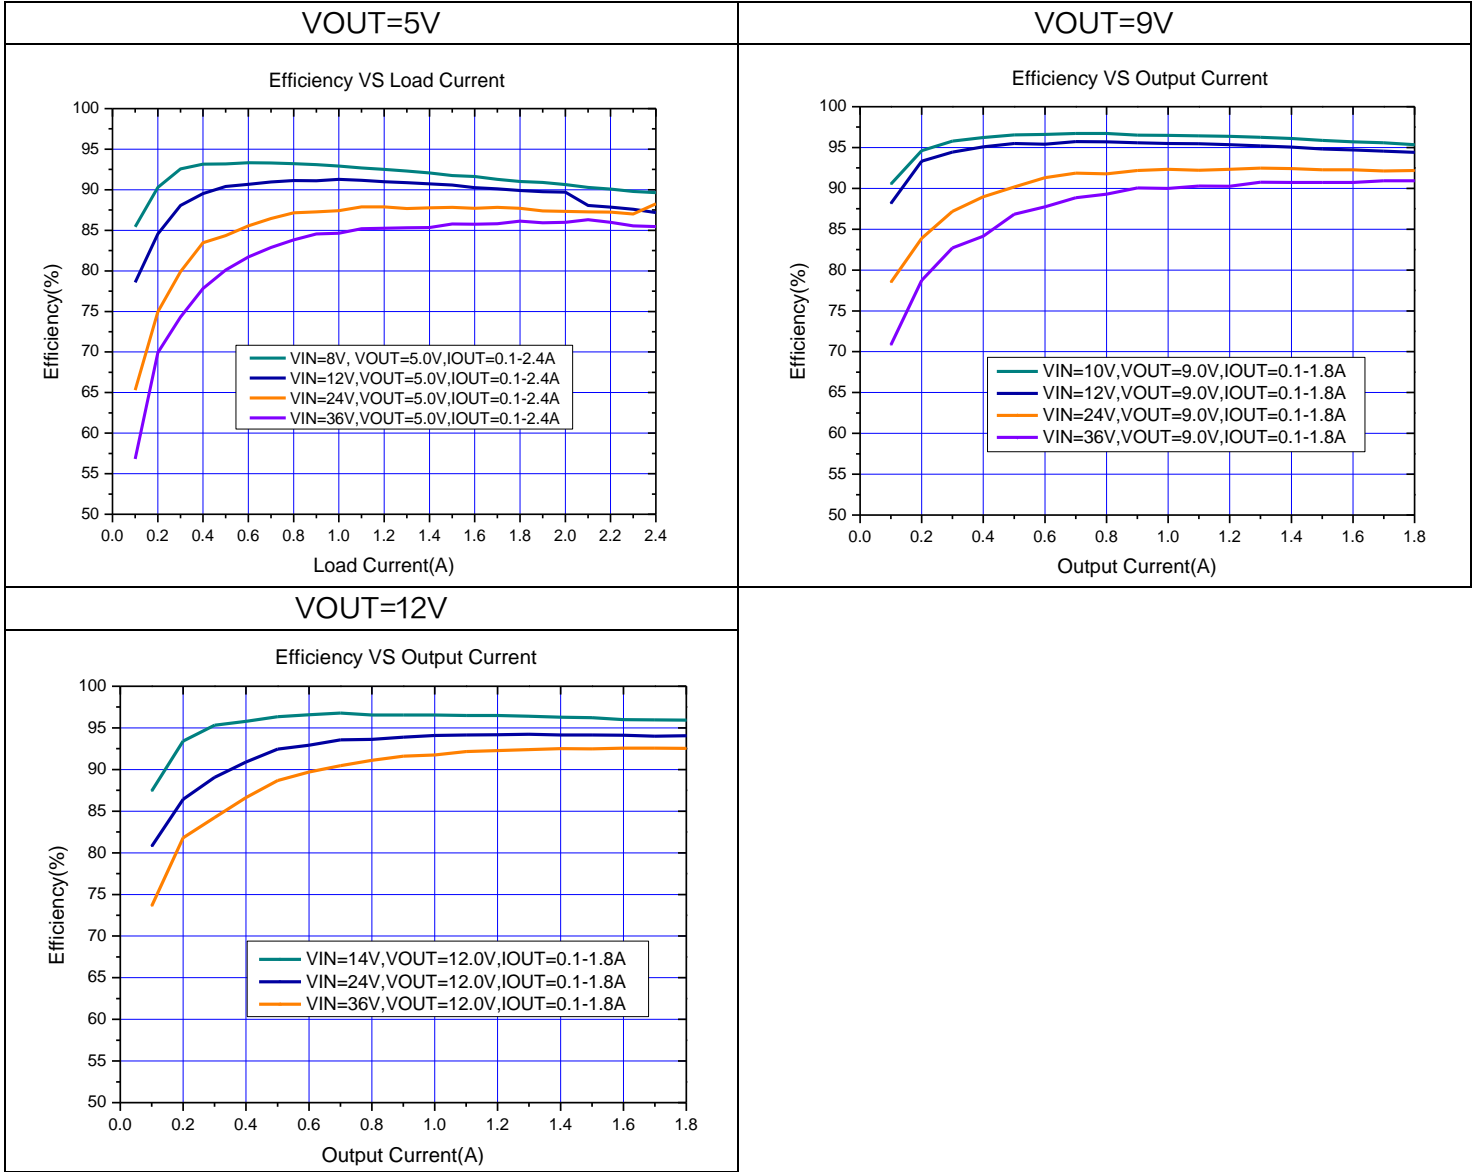 VOUT=5V
VOUT=9V
Efficiency VS Load Current
100
95
90
85
80
75
70
65
60
55
50
Efficiency(%)
VIN=8V, VOUT=5.0V,IOUT=0.1-2.4A
VIN=12V,VOUT=5.0V,IOUT=0.1-2.4A
VIN=24V,VOUT=5.0V,IOUT=0.1-2.4A
VIN=36V,VOUT=5.0V,IOUT=0.1-2.4A
0.0 0.2 0.4 0.6 0.8 1.0 1.2 1.4 1.6 1.8 2.0 2.2 2.4
Load Current(A)
Efficiency VS Output Current
100
95
90
85
80
75
70
65
60
55
50
Efficiency(%)
VIN=10V,VOUT=9.0V,IOUT=0.1-1.8A
VIN=12V,VOUT=9.0V,IOUT=0.1-1.8A
VIN=24V,VOUT=9.0V,IOUT=0.1-1.8A
VIN=36V,VOUT=9.0V,IOUT=0.1-1.8A
0.0 0.2 0.4 0.6 0.8 1.0 1.2 1.4 1.6 1.8
Output Current(A)
VOUT=12V
Efficiency VS Output Current
100
95
90
85
80
75
70
65
60
55
50
Efficiency(%)
VIN=14V,VOUT=12.0V,IOUT=0.1-1.8A
VIN=24V,VOUT=12.0V,IOUT=0.1-1.8A
VIN=36V,VOUT=12.0V,IOUT=0.1-1.8A
0.0 0.2 0.4 0.6 0.8 1.0 1.2 1.4 1.6 1.8
Output Current(A)